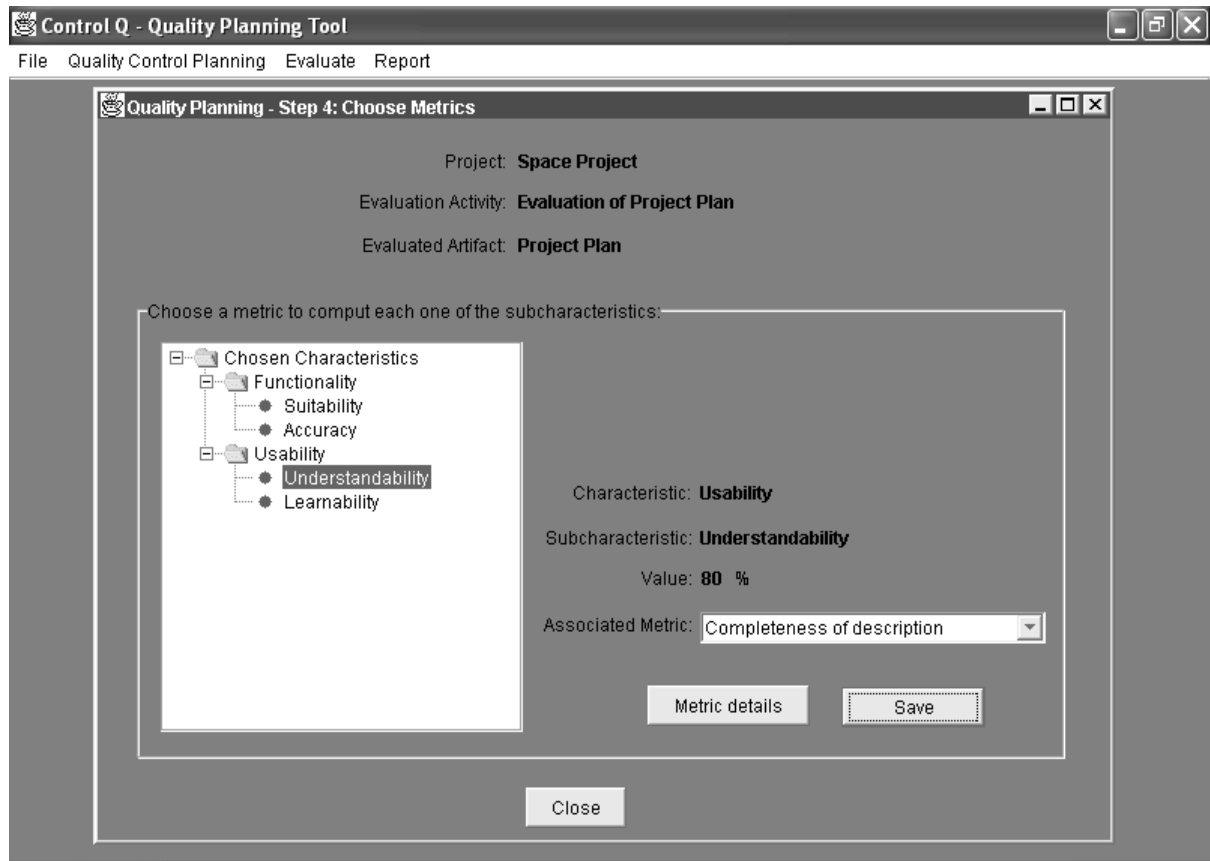 Control Q - Quality Planning Tool
File Quality Control Planning Evaluate Report
Quality Planning - Step 4: Choose Metrics
Project: Space Project
Evaluation Activity: Evaluation of Project Plan
Evaluated Artifact: Project Plan
Choose a metric to comput each one of the subcharacteristics:
Chosen Characteristics
Functionality
Suitability
Accuracy
Usability
Understandability
Learnability
Characteristic: Usability
Subcharacteristic: Understandability
Value: 80 %
Associated Metric: Completeness of description
Metric details Save
Close